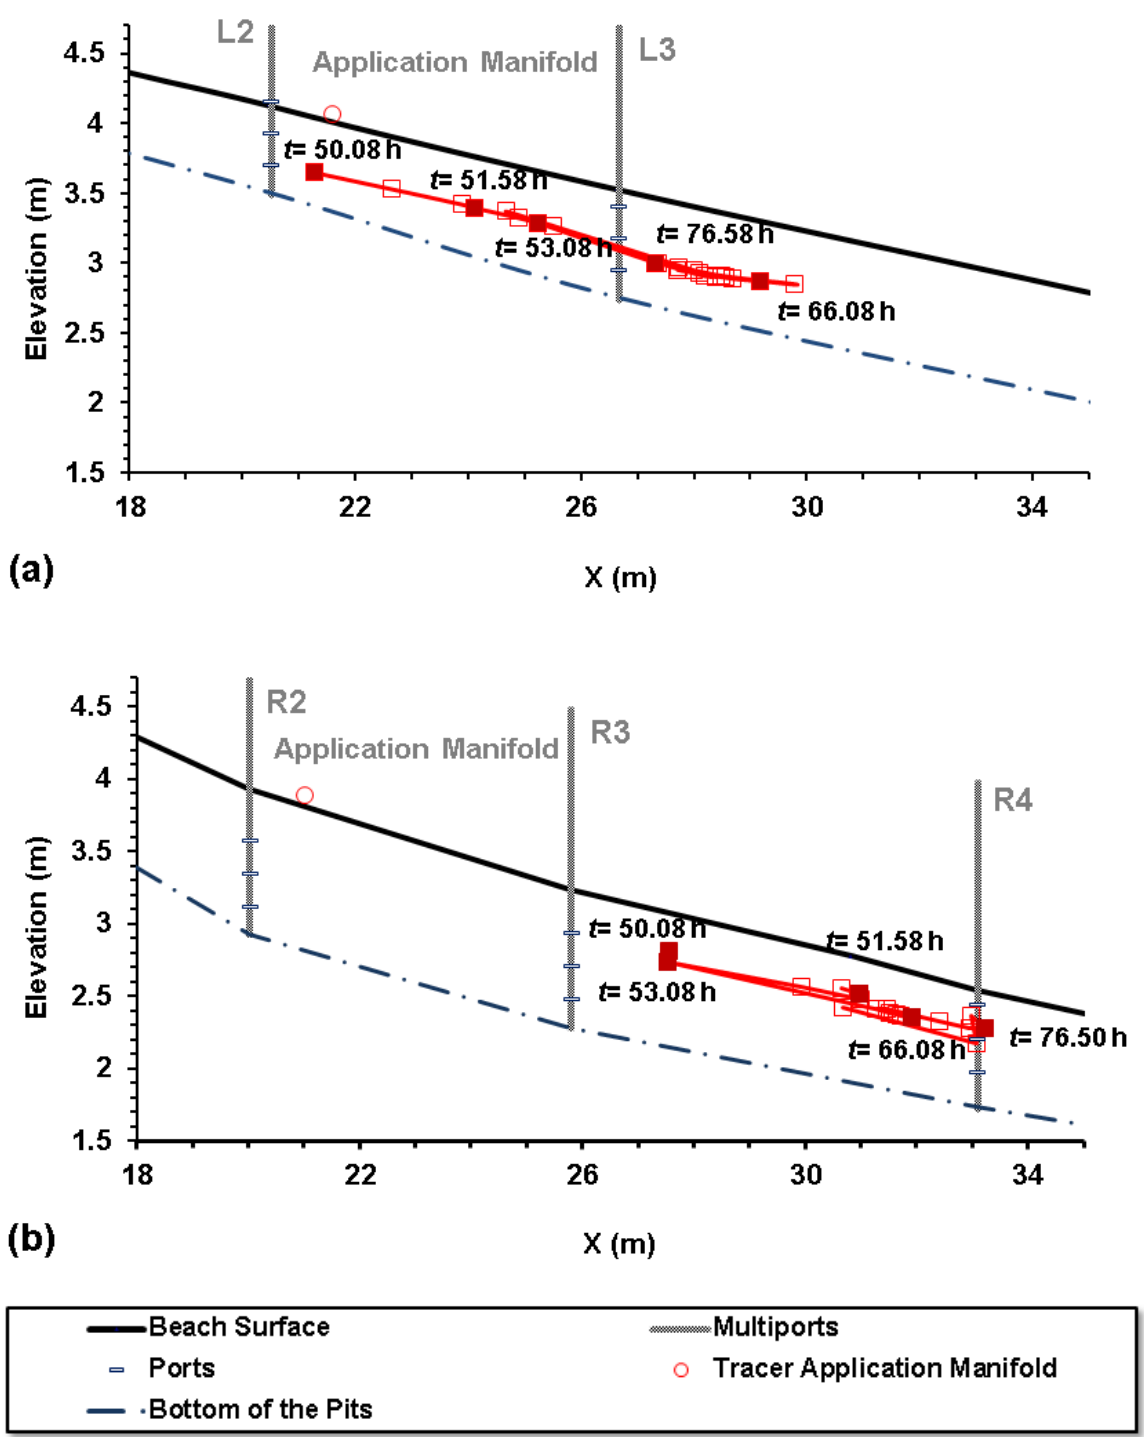 L2
Application Manifold
L3
4.5
4
3.5
3
2.5
2
1.5
Elevation (m)
t= 50.08 h
t= 51.58 h
t= 53.08 h
t= 76.58 h
t= 66.08 h
18 22 26 30 34
(a)
X (m)
R2
Application Manifold
R3
R4
4.5
4
3.5
3
2.5
2
1.5
Elevation (m)
t= 50.08 h
t= 51.58 h
t= 53.08 h
t= 66.08 h
t= 76.50 h
18 22 26 30 34
(b)
X (m)
Beach Surface Multiports
Ports Tracer Application Manifold
Bottom of the Pits